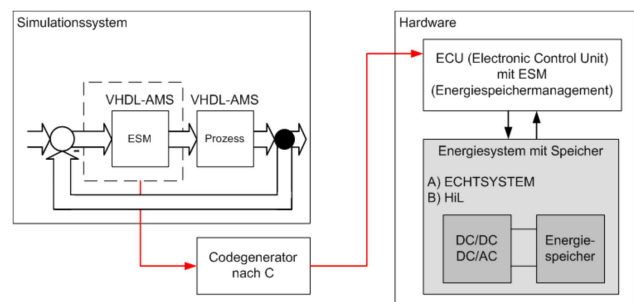 Simulationssystem
VHDL-AMS
VHDL-AMS
ESM
Prozess
-
Codegenerator
nach C
Hardware
ECU (Electronic Control Unit)
mit ESM
(Energiespeichermanagement)
Energiesystem mit Speicher
A) ECHTSYSTEM
B) HiL
DC/DC
DC/AC
Energie-
speicher